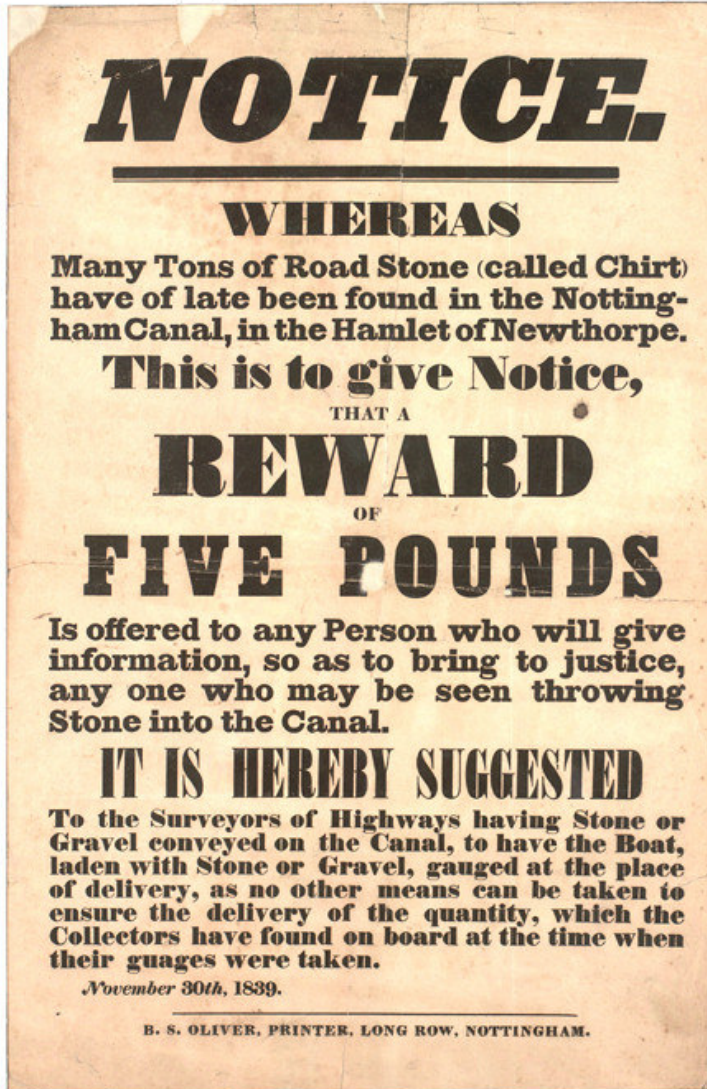 NOTICE.
WHEREAS
Many Tons of Road Stone (called Chirt)
have of late been found in the Notting-
ham Canal, in the Hamlet of Newthorpe.
This is to give Notice,
THAT A
REWARD
OF
FIVE POUNDS
Is offered to any Person who will give
information, so as to bring to justice,
any one who may be seen throwing
Stone into the Canal.
IT IS HEREBY SUGGESTED
To the Surveyors of Highways having Stone or
Gravel conveyed on the Canal, to have the Boat,
laden with Stone or Gravel, gauged at the place
of delivery, as no other means can be taken to
ensure the delivery of the quantity, which the
Collectors have found on board at the time when
their guages were taken.
November 30th, 1839.
B. S. OLIVER, PRINTER, LONG ROW, NOTTINGHAM.